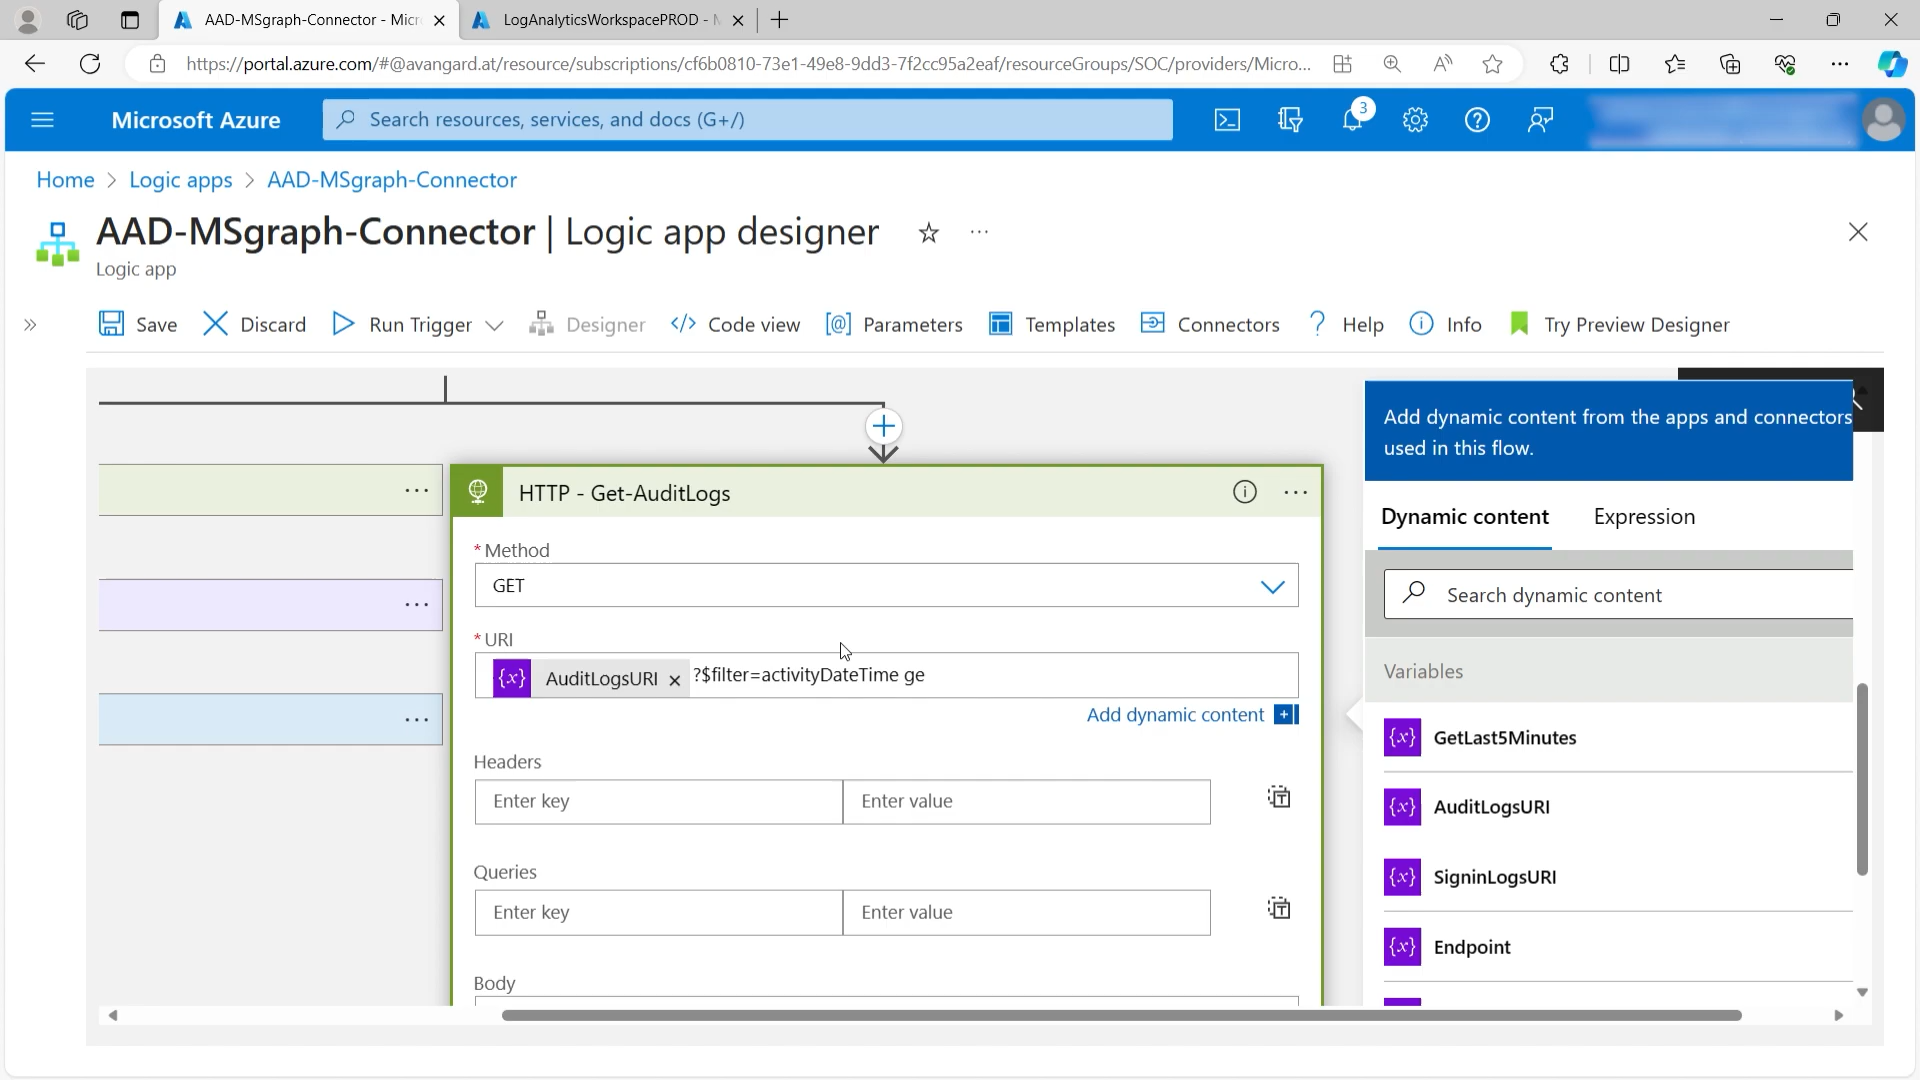 AAD-MSgraph-Connector - Micr
LogAnalyticsWorkspacePROD - M
https://portal.azure.com/#@avangard.at/resource/subscriptions/cf6b0810-73e1-49e8-9dd3-7f2cc95a2eaf/resourceGroups/SOC/providers/Micro...
Microsoft Azure
Search resources, services, and docs (G+/)
3
Home > Logic apps > AAD-MSgraph-Connector
AAD-MSgraph-Connector | Logic app designer
Logic app
Save
Discard
Run Trigger
Designer
Code view
Parameters
Templates
Connectors
Help
Info
Try Preview Designer
HTTP - Get-AuditLogs
* Method
GET
* URI
{x} AuditLogsURI × ?$filter=activityDateTime ge
Add dynamic content
Headers
Enter key
Enter value
Queries
Enter key
Enter value
Body
Add dynamic content from the apps and connectors
used in this flow.
Dynamic content
Expression
Search dynamic content
Variables
{x} GetLast5Minutes
{x} AuditLogsURI
{x} SigninLogsURI
{x} Endpoint